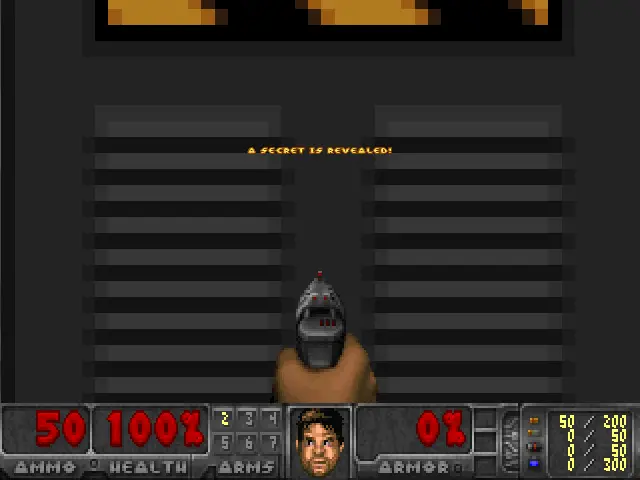 A SECRET IS REVEALED!
50 100% 2 3 4 0% 50 / 200
0 / 50
5 6 7 0 / 50
AMMO HEALTH ARMS ARMOR 0 / 300